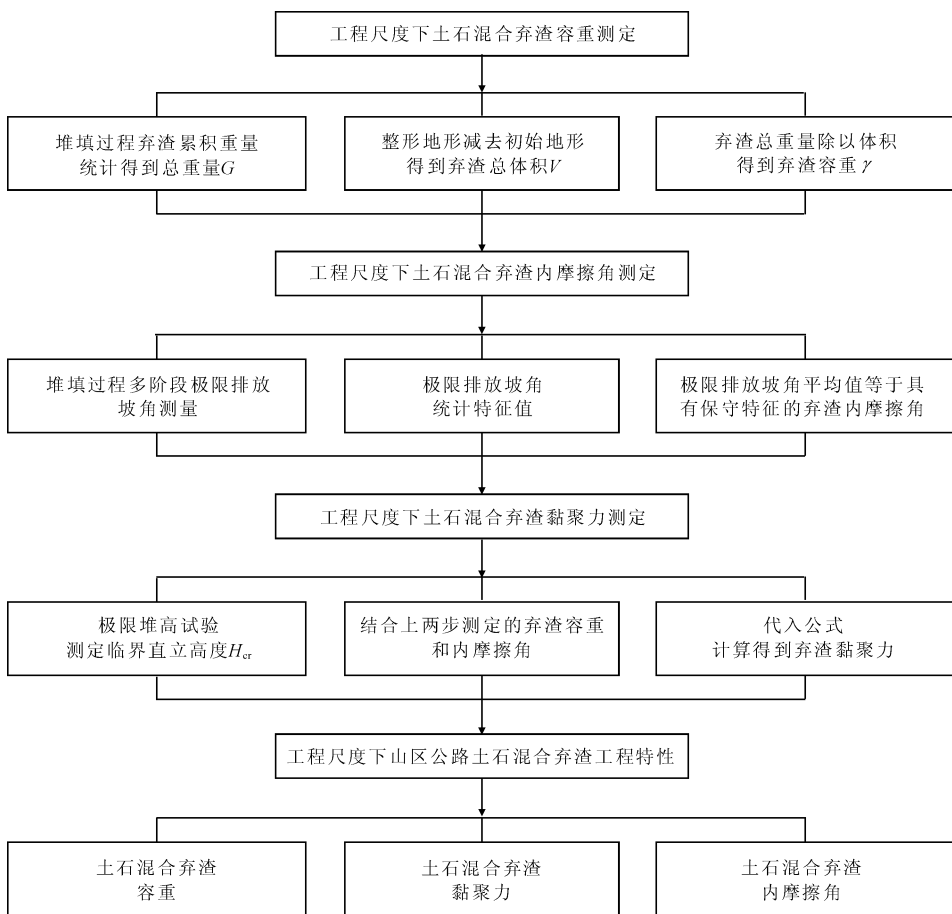 工程尺度下土石混合弃渣容重测定
堆填过程弃渣累积重量
统计得到总重量G
整形地形减去初始地形
得到弃渣总体积V
弃渣总重量除以体积
得到弃渣容重γ
工程尺度下土石混合弃渣内摩擦角测定
堆填过程多阶段极限排放
坡角测量
极限排放坡角
统计特征值
极限排放坡角平均值等于具
有保守特征的弃渣内摩擦角
工程尺度下土石混合弃渣黏聚力测定
极限堆高试验
测定临界直立高度Hcr
结合上两步测定的弃渣容重
和内摩擦角
代入公式
计算得到弃渣黏聚力
工程尺度下山区公路土石混合弃渣工程特性
土石混合弃渣
容重
土石混合弃渣
黏聚力
土石混合弃渣
内摩擦角